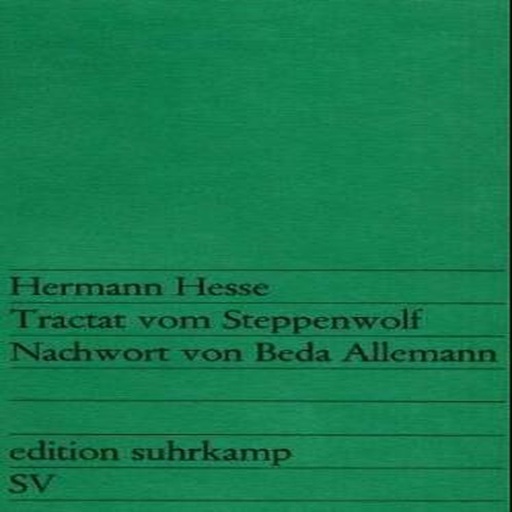 Hermann Hesse
Tractat vom Steppenwolf
Nachwort von Beda Allemann
edition suhrkamp
SV